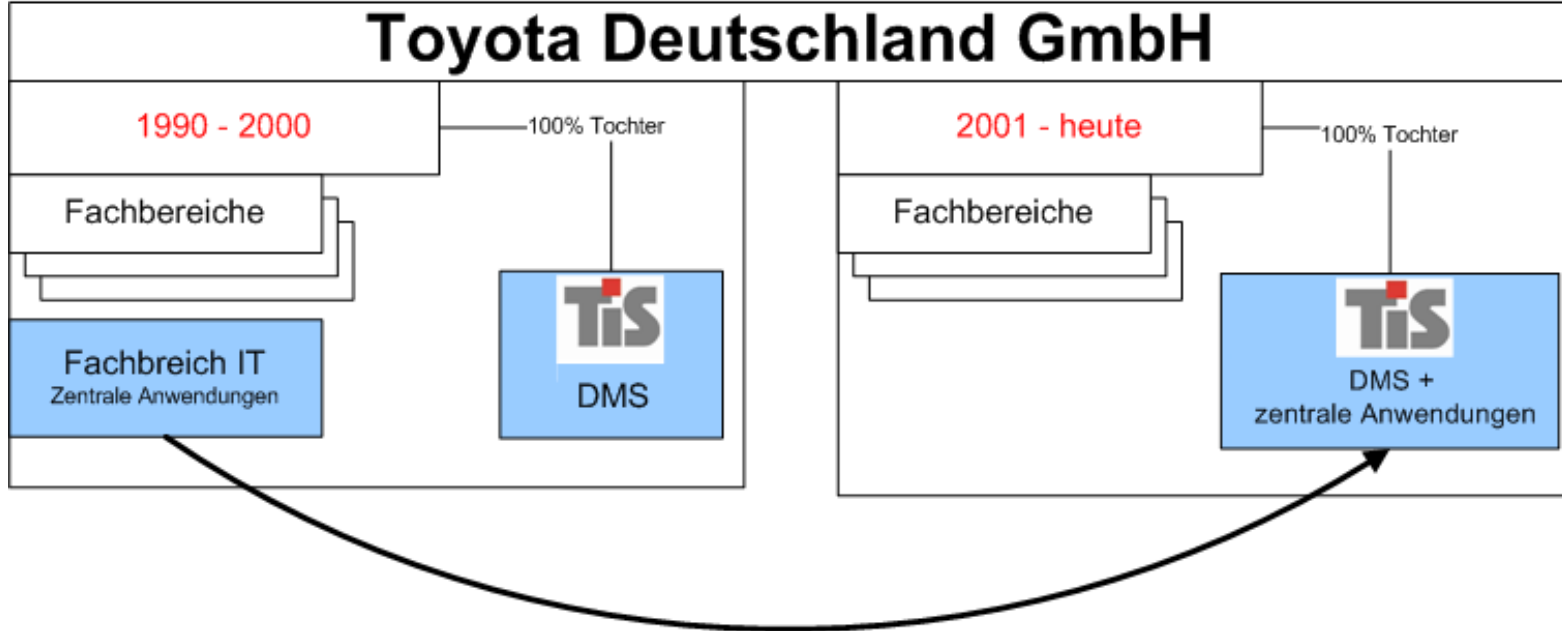 Toyota Deutschland GmbH
1990 - 2000
100% Tochter
Fachbereiche
TiS
DMS
Fachbreich IT
Zentrale Anwendungen
2001 - heute
100% Tochter
Fachbereiche
TiS
DMS +
zentrale Anwendungen